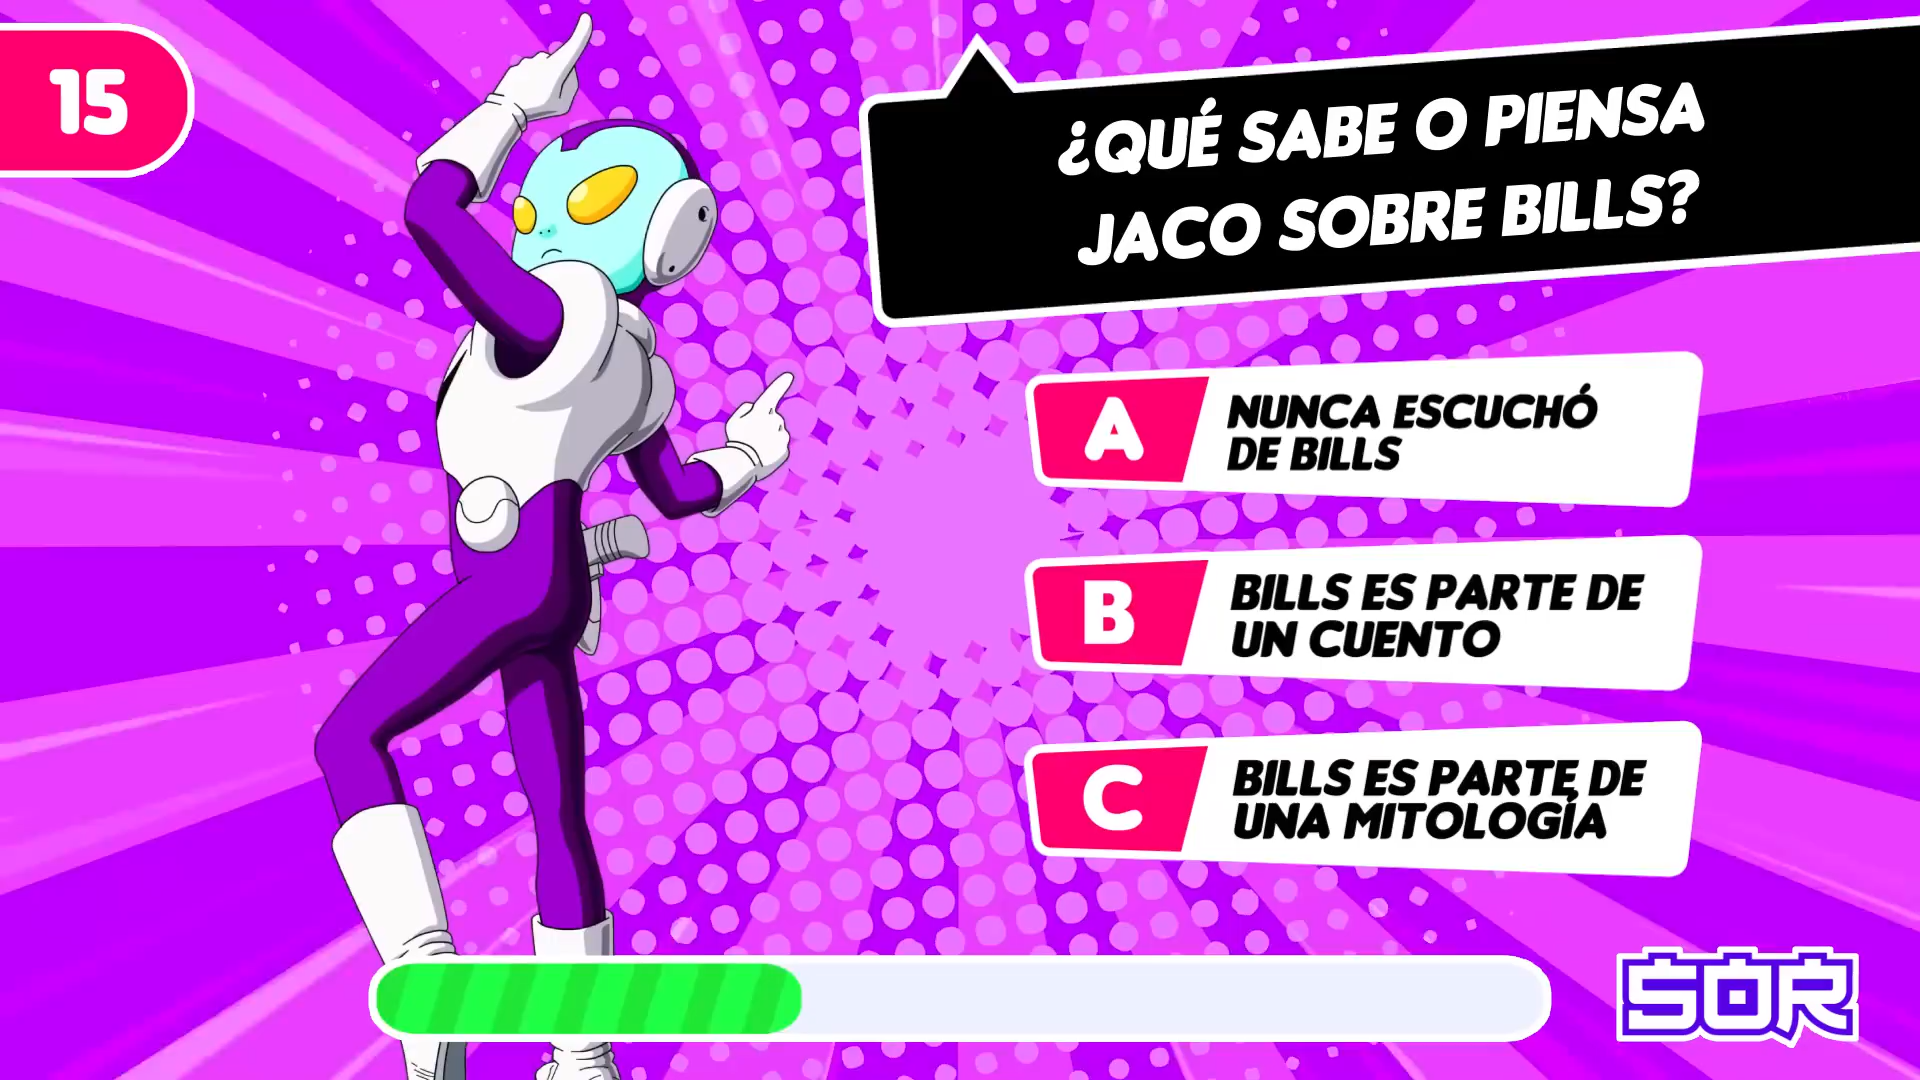 15
¿QUÉ SABE O PIENSA
JACO SOBRE BILLS?
A
NUNCA ESCUCHÓ
DE BILLS
B
BILLS ES PARTE DE
UN CUENTO
C
BILLS ES PARTE DE
UNA MITOLOGÍA
SOR